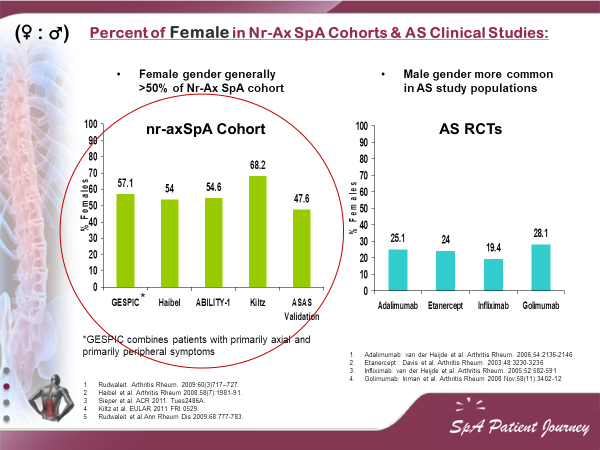 (♀ : ♂)
Percent of Female in Nr-Ax SpA Cohorts & AS Clinical Studies:
• Female gender generally
>50% of Nr-Ax SpA cohort
• Male gender more common
in AS study populations
nr-axSpA Cohort
% Females
100
90
80
70
60
50
40
30
20
10
0
57.1
54
54.6
68.2
47.6
GESPIC * Haibel ABILITY-1 Kiltz ASAS
Validation
*GESPIC combines patients with primarily axial and
primarily peripheral symptoms
AS RCTs
% Females
100
90
80
70
60
50
40
30
20
10
0
25.1
24
19.4
28.1
Adalimumab Etanercept Infliximab Golimumab
1. Rudwaleit. Arthritis Rheum. 2009:60(3)717–727.
2. Haibel et al. Arthritis Rheum 2008;58(7):1981-91.
3. Sieper et al. ACR 2011. Tues2486A.
4. Kiltz et al. EULAR 2011 FRI 0529.
5. Rudwaleit et al Ann Rheum Dis 2009;68:777-783.
1. Adalimumab: van der Heijde et al. Arthritis Rheum. 2006;54:2136-2146
2. Etanercept:: Davis et al. Arthritis Rheum. 2003;48:3230-3236
3. Infliximab: van der Heijde et al. Arthritis Rheum. 2005;52:582-591
4. Golimumab: Inman et al. Arthritis Rheum 2008 Nov;58(11):3402-12
SpA Patient Journey